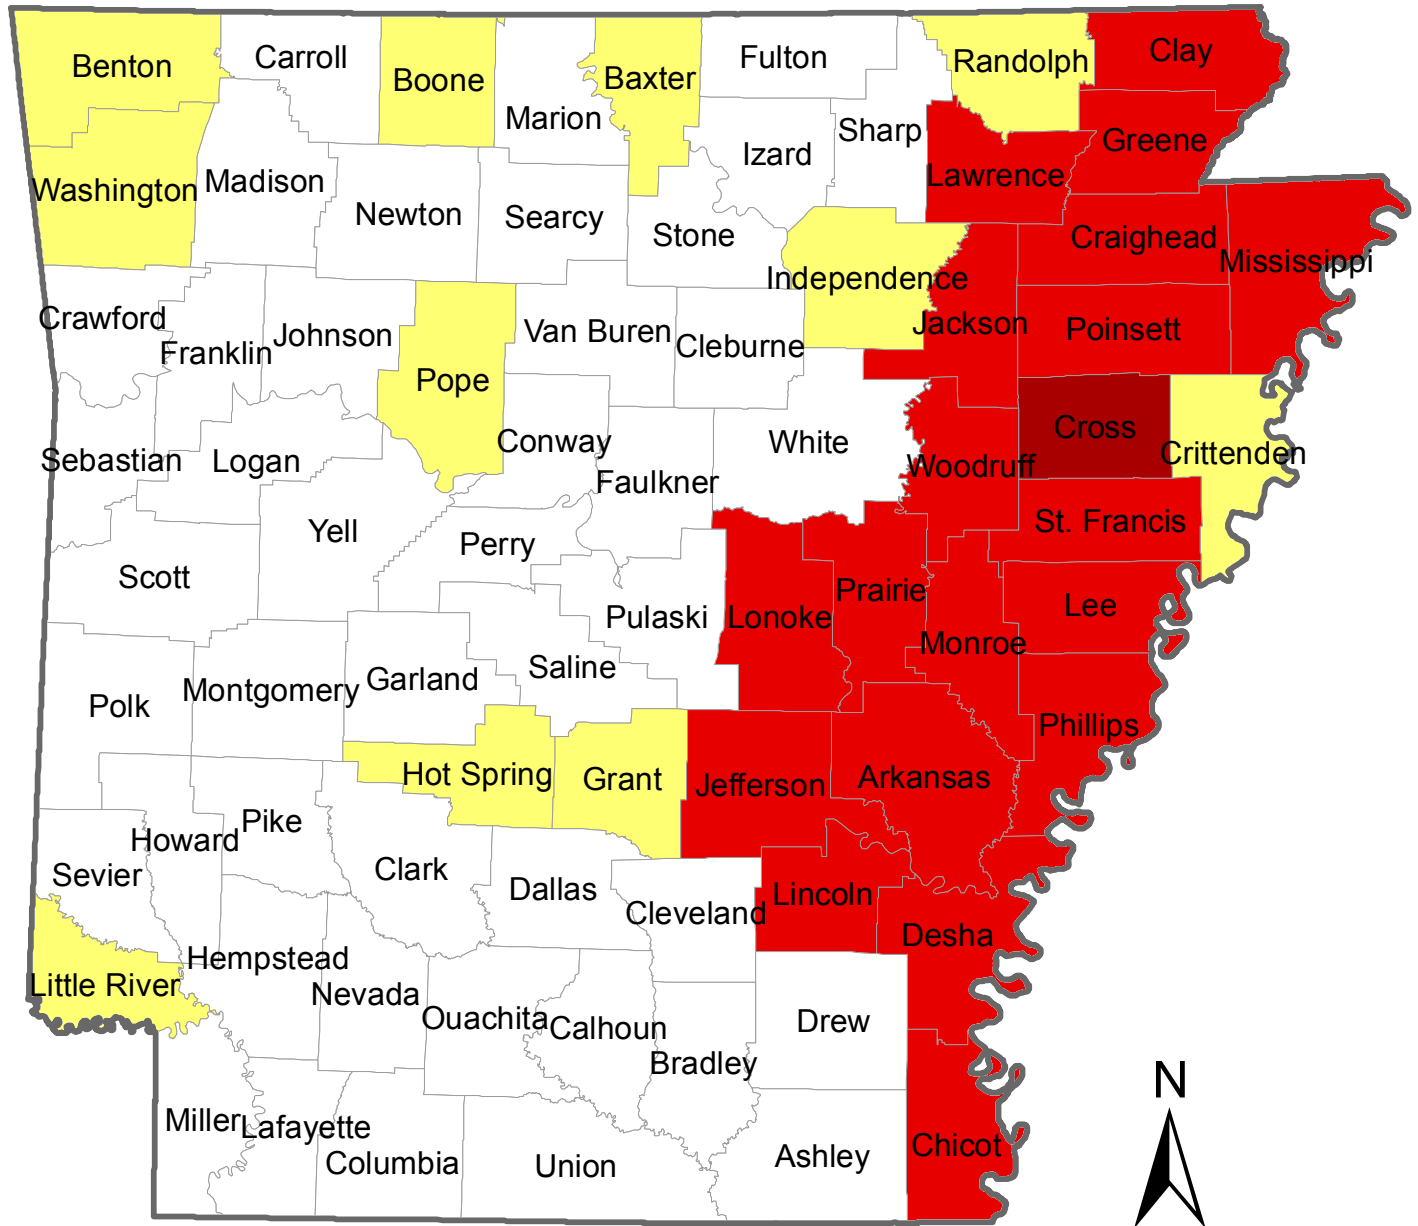 Benton
Carroll
Boone
Baxter
Fulton
Randolph
Clay
Marion
Sharp
Izard
Greene
Washington
Madison
Newton
Searcy
Stone
Lawrence
Craighead
Mississippi
Independence
Crawford
Franklin
Johnson
Van Buren
Cleburne
Jackson
Poinsett
Pope
Conway
White
Cross
Crittenden
Sebastian
Logan
Faulkner
Woodruff
Yell
Perry
St. Francis
Scott
Pulaski
Lonoke
Prairie
Lee
Monroe
Saline
Garland
Montgomery
Polk
Phillips
Hot Spring
Grant
Jefferson
Arkansas
Pike
Howard
Sevier
Clark
Dallas
Cleveland
Lincoln
Desha
Hempstead
Little River
Nevada
Ouachita
Calhoun
Drew
Bradley
N
Miller
Lafayette
Columbia
Union
Ashley
Chicot